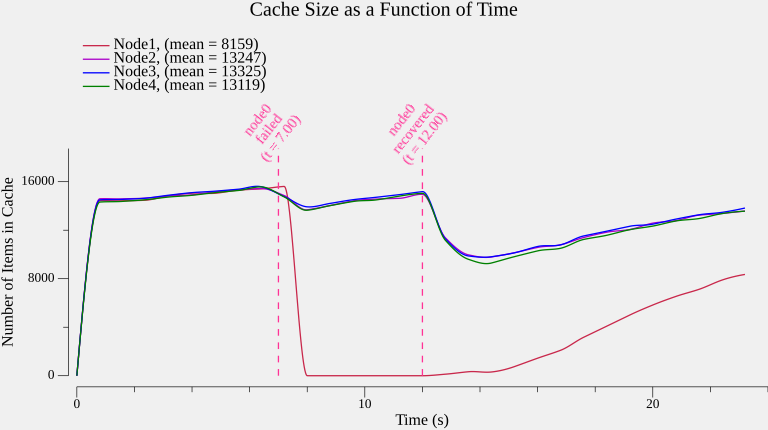 Cache Size as a Function of Time
Node1, (mean = 8159)
Node2, (mean = 13247)
Node3, (mean = 13325)
Node4, (mean = 13119)
node0
failed
(t = 7.00)
node0
recovered
(t = 12.00)
Number of Items in Cache
16000
8000
0
0 10 20
Time (s)